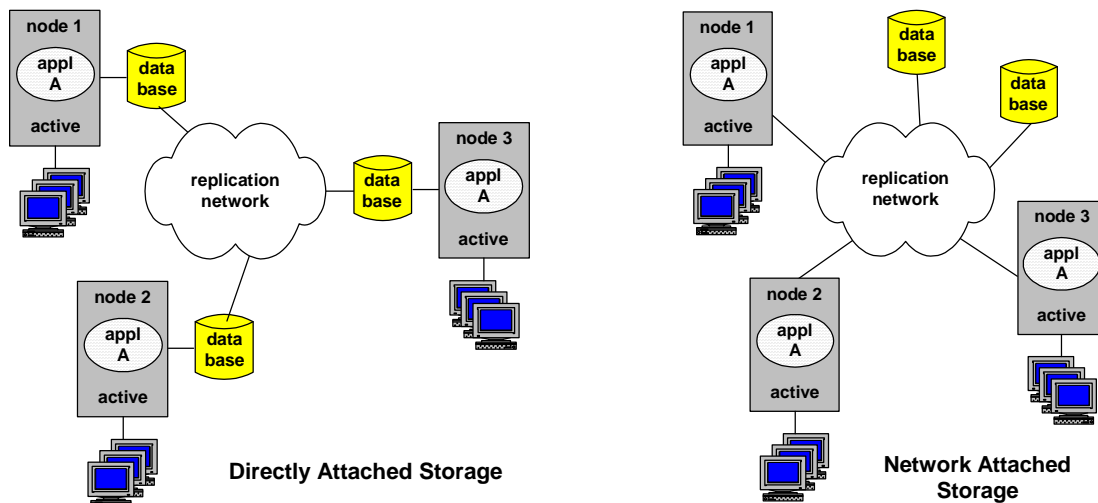 node 1
appl
A
active
data
base
replication
network
node 3
data
base
appl
A
active
node 2
appl
A
active
data
base
Directly Attached Storage
node 1
appl
A
active
data
base
data
base
replication
network
node 3
appl
A
active
node 2
appl
A
active
Network Attached
Storage